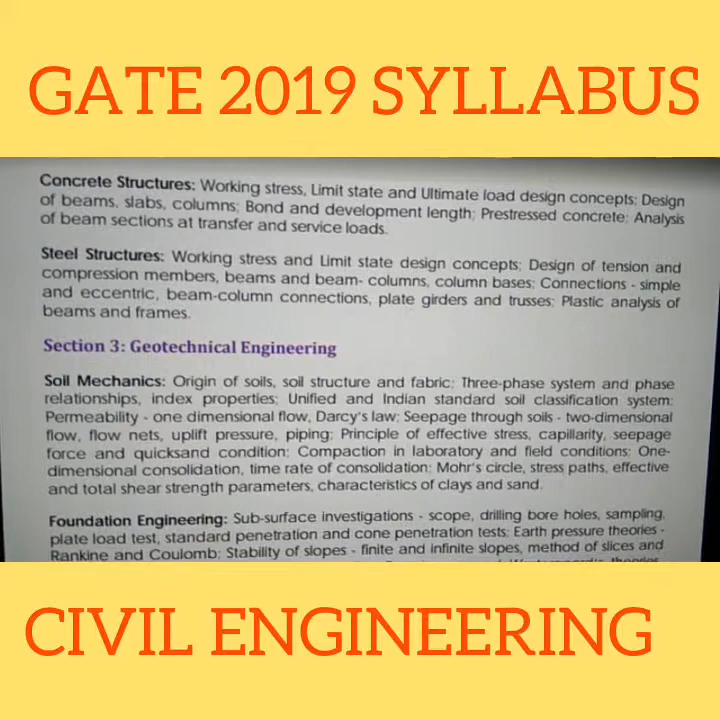 GATE 2019 SYLLABUS
Concrete Structures: Working stress, Limit state and Ultimate load design concepts; Design
of beams, slabs, columns; Bond and development length; Prestressed concrete; Analysis
of beam sections at transfer and service loads.
Steel Structures: Working stress and Limit state design concepts; Design of tension and
compression members, beams and beam- columns, column bases; Connections - simple
and eccentric, beam-column connections, plate girders and trusses; Plastic analysis of
beams and frames.
Section 3: Geotechnical Engineering
Soil Mechanics: Origin of soils, soil structure and fabric; Three-phase system and phase
relationships, index properties; Unified and Indian standard soil classification system;
Permeability - one dimensional flow, Darcy's law; Seepage through soils - two-dimensional
flow, flow nets, uplift pressure, piping; Principle of effective stress, capillarity, seepage
force and quicksand condition; Compaction in laboratory and field conditions; One-
dimensional consolidation, time rate of consolidation; Mohr's circle, stress paths, effective
and total shear strength parameters, characteristics of clays and sand.
Foundation Engineering: Sub-surface investigations - scope, drilling bore holes, sampling,
plate load test, standard penetration and cone penetration tests; Earth pressure theories -
Rankine and Coulomb; Stability of slopes - finite and infinite slopes, method of slices and
CIVIL ENGINEERING